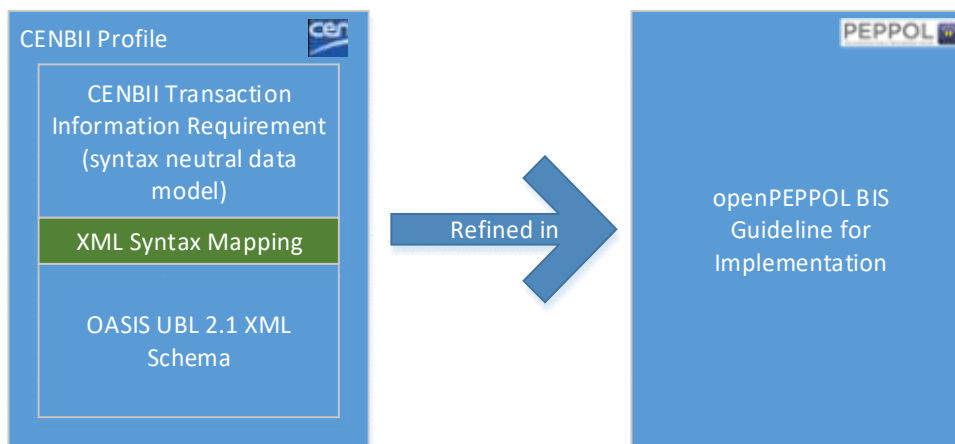 CENBII Profile
cen
CENBII Transaction
Information Requirement
(syntax neutral data
model)
XML Syntax Mapping
OASIS UBL 2.1 XML
Schema
Refined in
PEPPOL
openPEPPOL BIS
Guideline for
Implementation